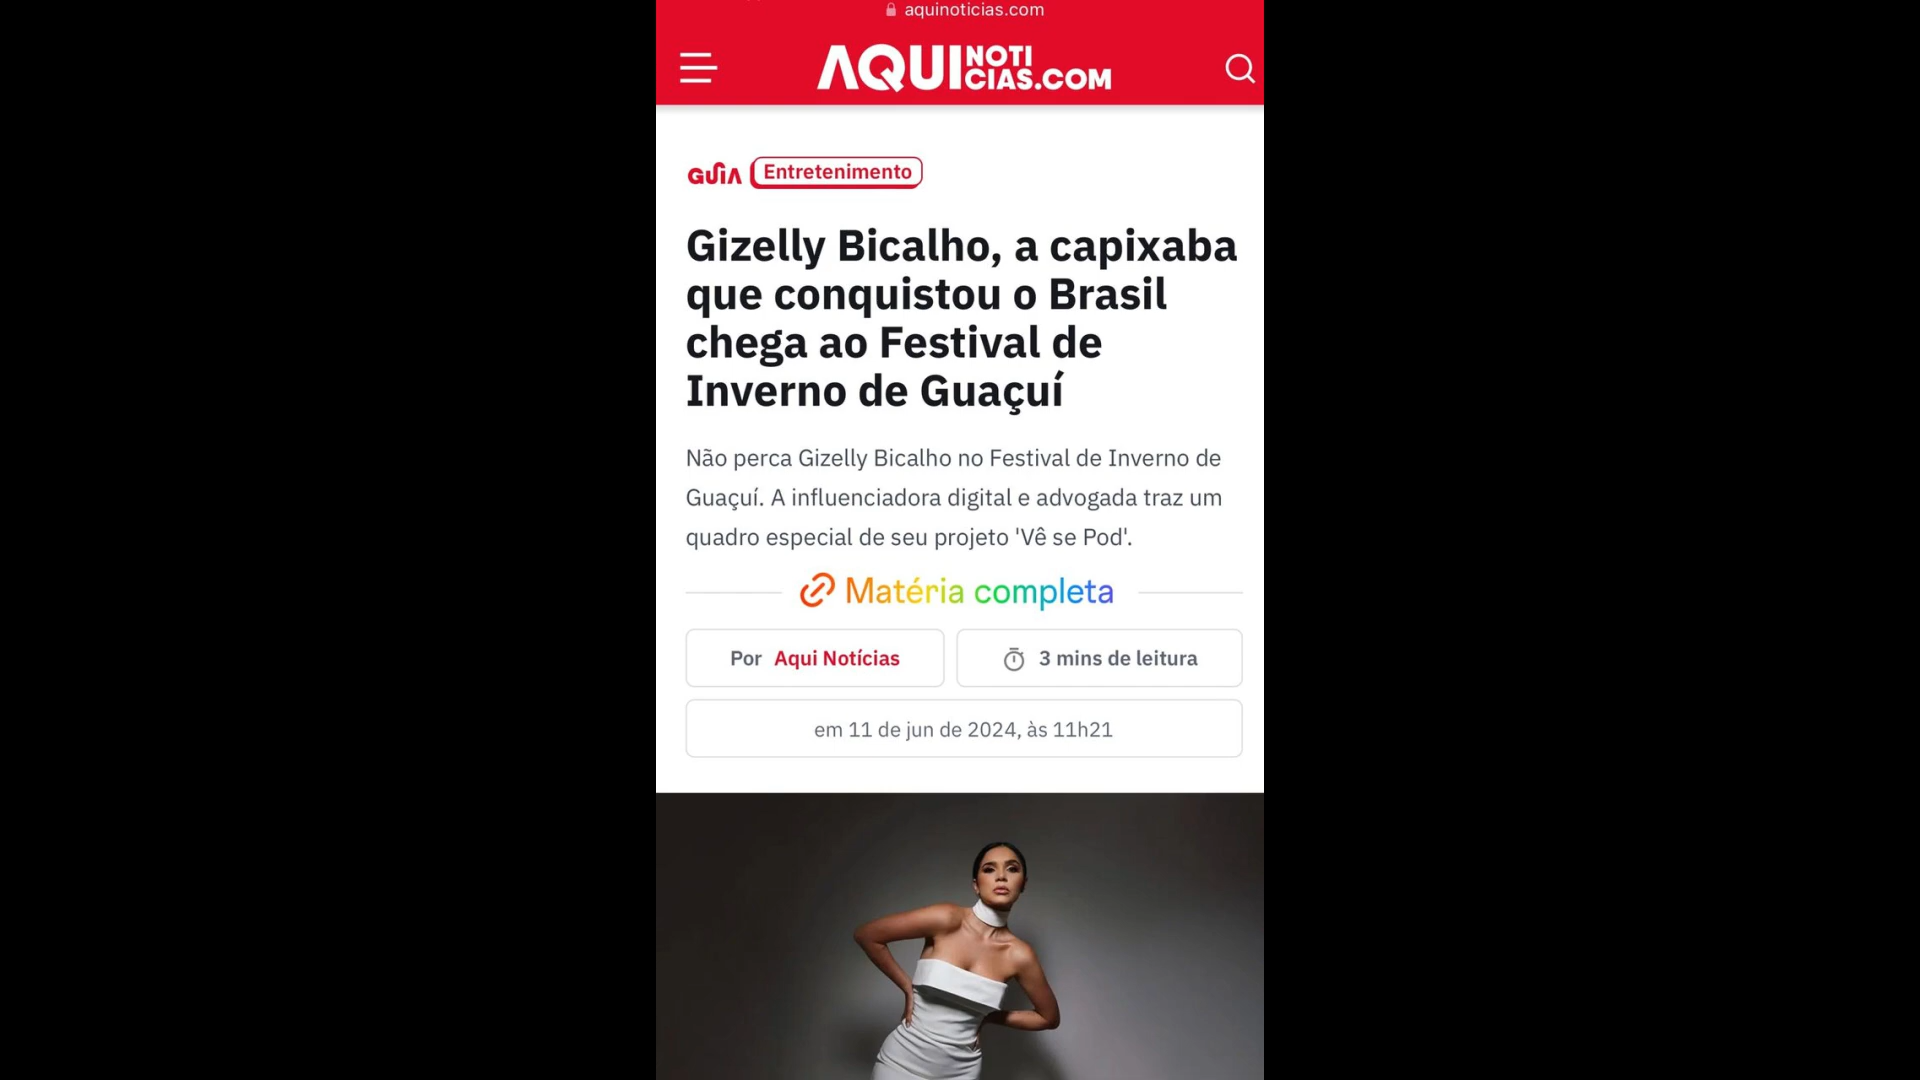 aquinoticias.com
AQUINOTICIAS.COM
GUIA Entretenimento
Gizelly Bicalho, a capixaba
que conquistou o Brasil
chega ao Festival de
Inverno de Guaçuí
Não perca Gizelly Bicalho no Festival de Inverno de
Guaçuí. A influenciadora digital e advogada traz um
quadro especial de seu projeto 'Vê se Pod'.
Matéria completa
Por Aqui Notícias
3 mins de leitura
em 11 de jun de 2024, às 11h21